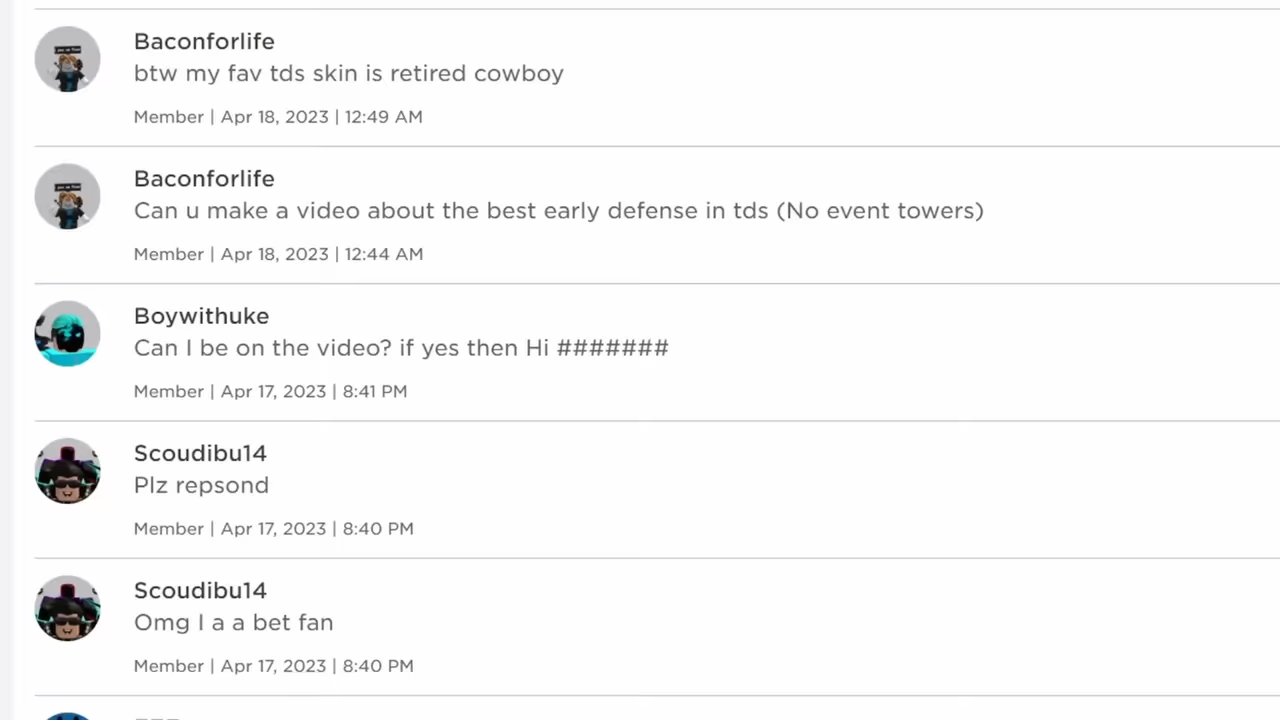 Baconforlife
btw my fav tds skin is retired cowboy
Member | Apr 18, 2023 | 12:49 AM
Baconforlife
Can u make a video about the best early defense in tds (No event towers)
Member | Apr 18, 2023 | 12:44 AM
Boywithuke
Can I be on the video? if yes then Hi #######
Member | Apr 17, 2023 | 8:41 PM
Scoudibu14
Plz repsond
Member | Apr 17, 2023 | 8:40 PM
Scoudibu14
Omg I a a bet fan
Member | Apr 17, 2023 | 8:40 PM